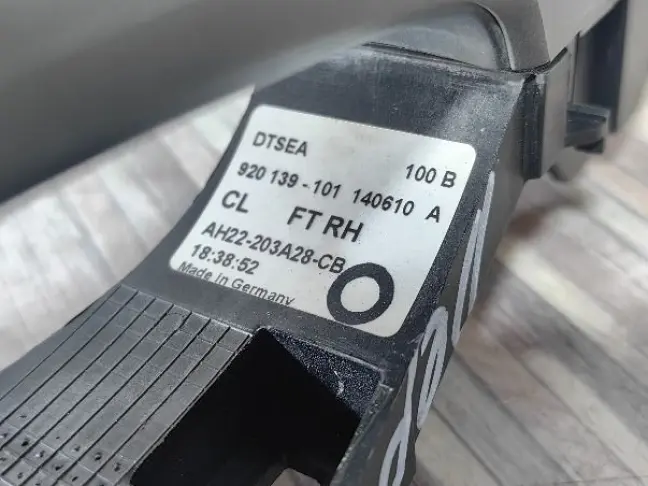 DTSEA 100 B
920 139 - 101 140610 A
CL FT RH
AH22-203A28-CB
18:38:52
Made in Germany